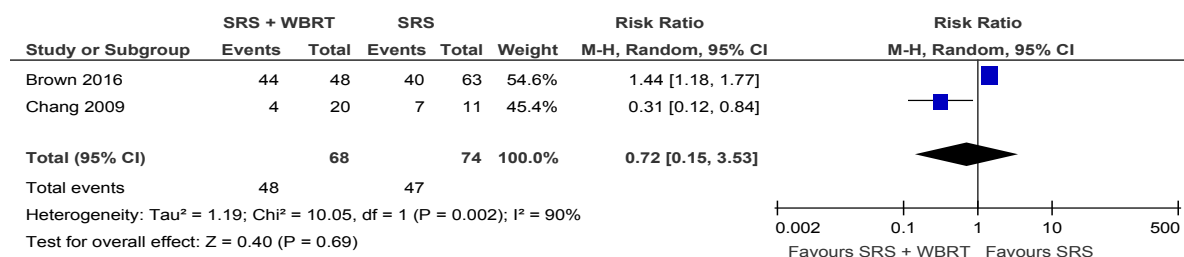 SRS + WBRT SRS Risk Ratio Risk Ratio
Study or Subgroup Events Total Events Total Weight M-H, Random, 95% CI M-H, Random, 95% CI
Brown 2016 44 48 40 63 54.6% 1.44 [1.18, 1.77]
Chang 2009 4 20 7 11 45.4% 0.31 [0.12, 0.84]
Total (95% CI) 68 74 100.0% 0.72 [0.15, 3.53]
Total events 48 47
Heterogeneity: Tau² = 1.19; Chi² = 10.05, df = 1 (P = 0.002); I² = 90%
Test for overall effect: Z = 0.40 (P = 0.69)
0.002 0.1 1 10 500
Favours SRS + WBRT Favours SRS